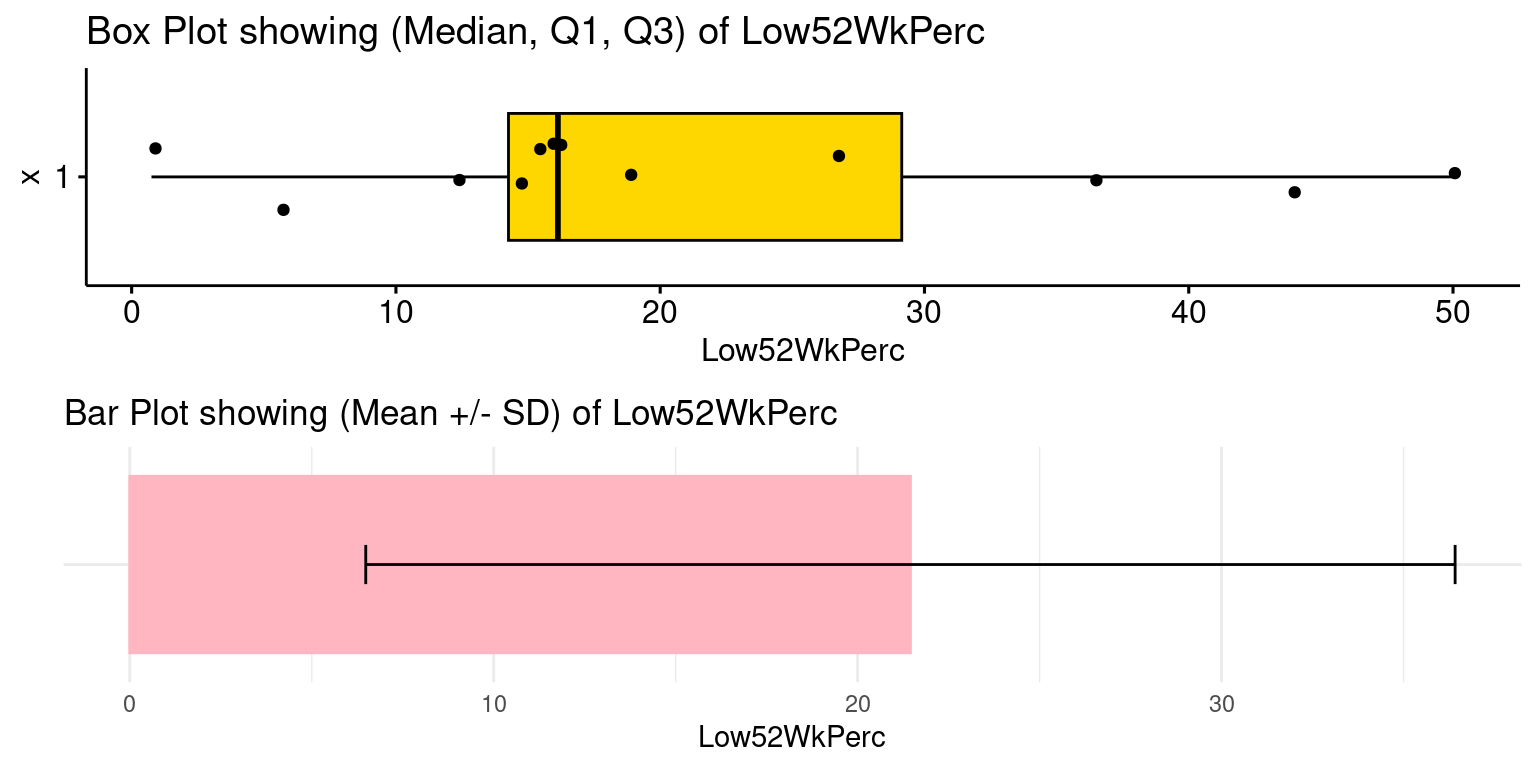 Box Plot showing (Median, Q1, Q3) of Low52WkPerc
x
1
0 10 20 30 40 50
Low52WkPerc
Bar Plot showing (Mean +/- SD) of Low52WkPerc
0 10 20 30
Low52WkPerc